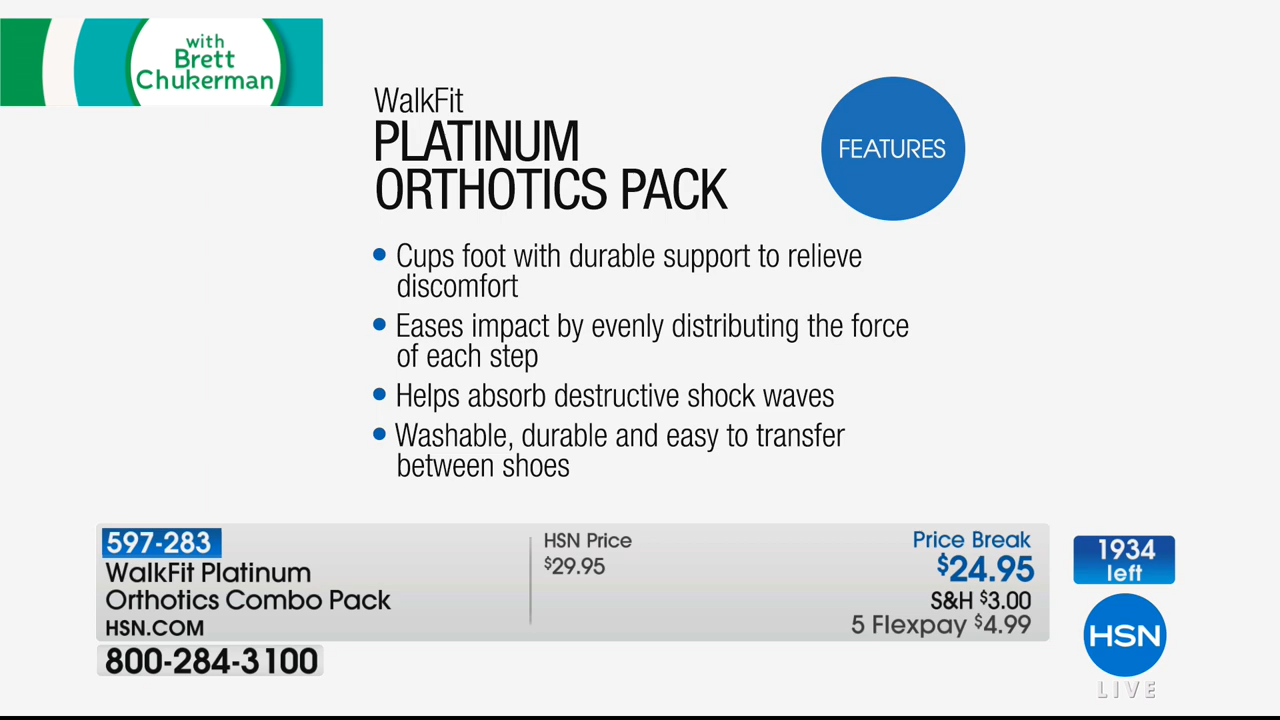 with
Brett
Chukerman
WalkFit
PLATINUM
ORTHOTICS PACK
FEATURES
• Cups foot with durable support to relieve
discomfort
• Eases impact by evenly distributing the force
of each step
• Helps absorb destructive shock waves
• Washable, durable and easy to transfer
between shoes
597-283
WalkFit Platinum
Orthotics Combo Pack
HSN.COM
800-284-3100
HSN Price
$29.95
Price Break
$24.95
S&H $3.00
5 Flexpay $4.99
1934
left
HSN
LIVE